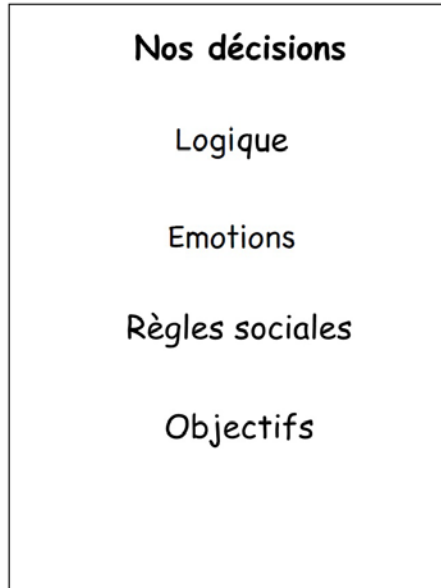 Nos décisions
Logique
Emotions
Règles sociales
Objectifs